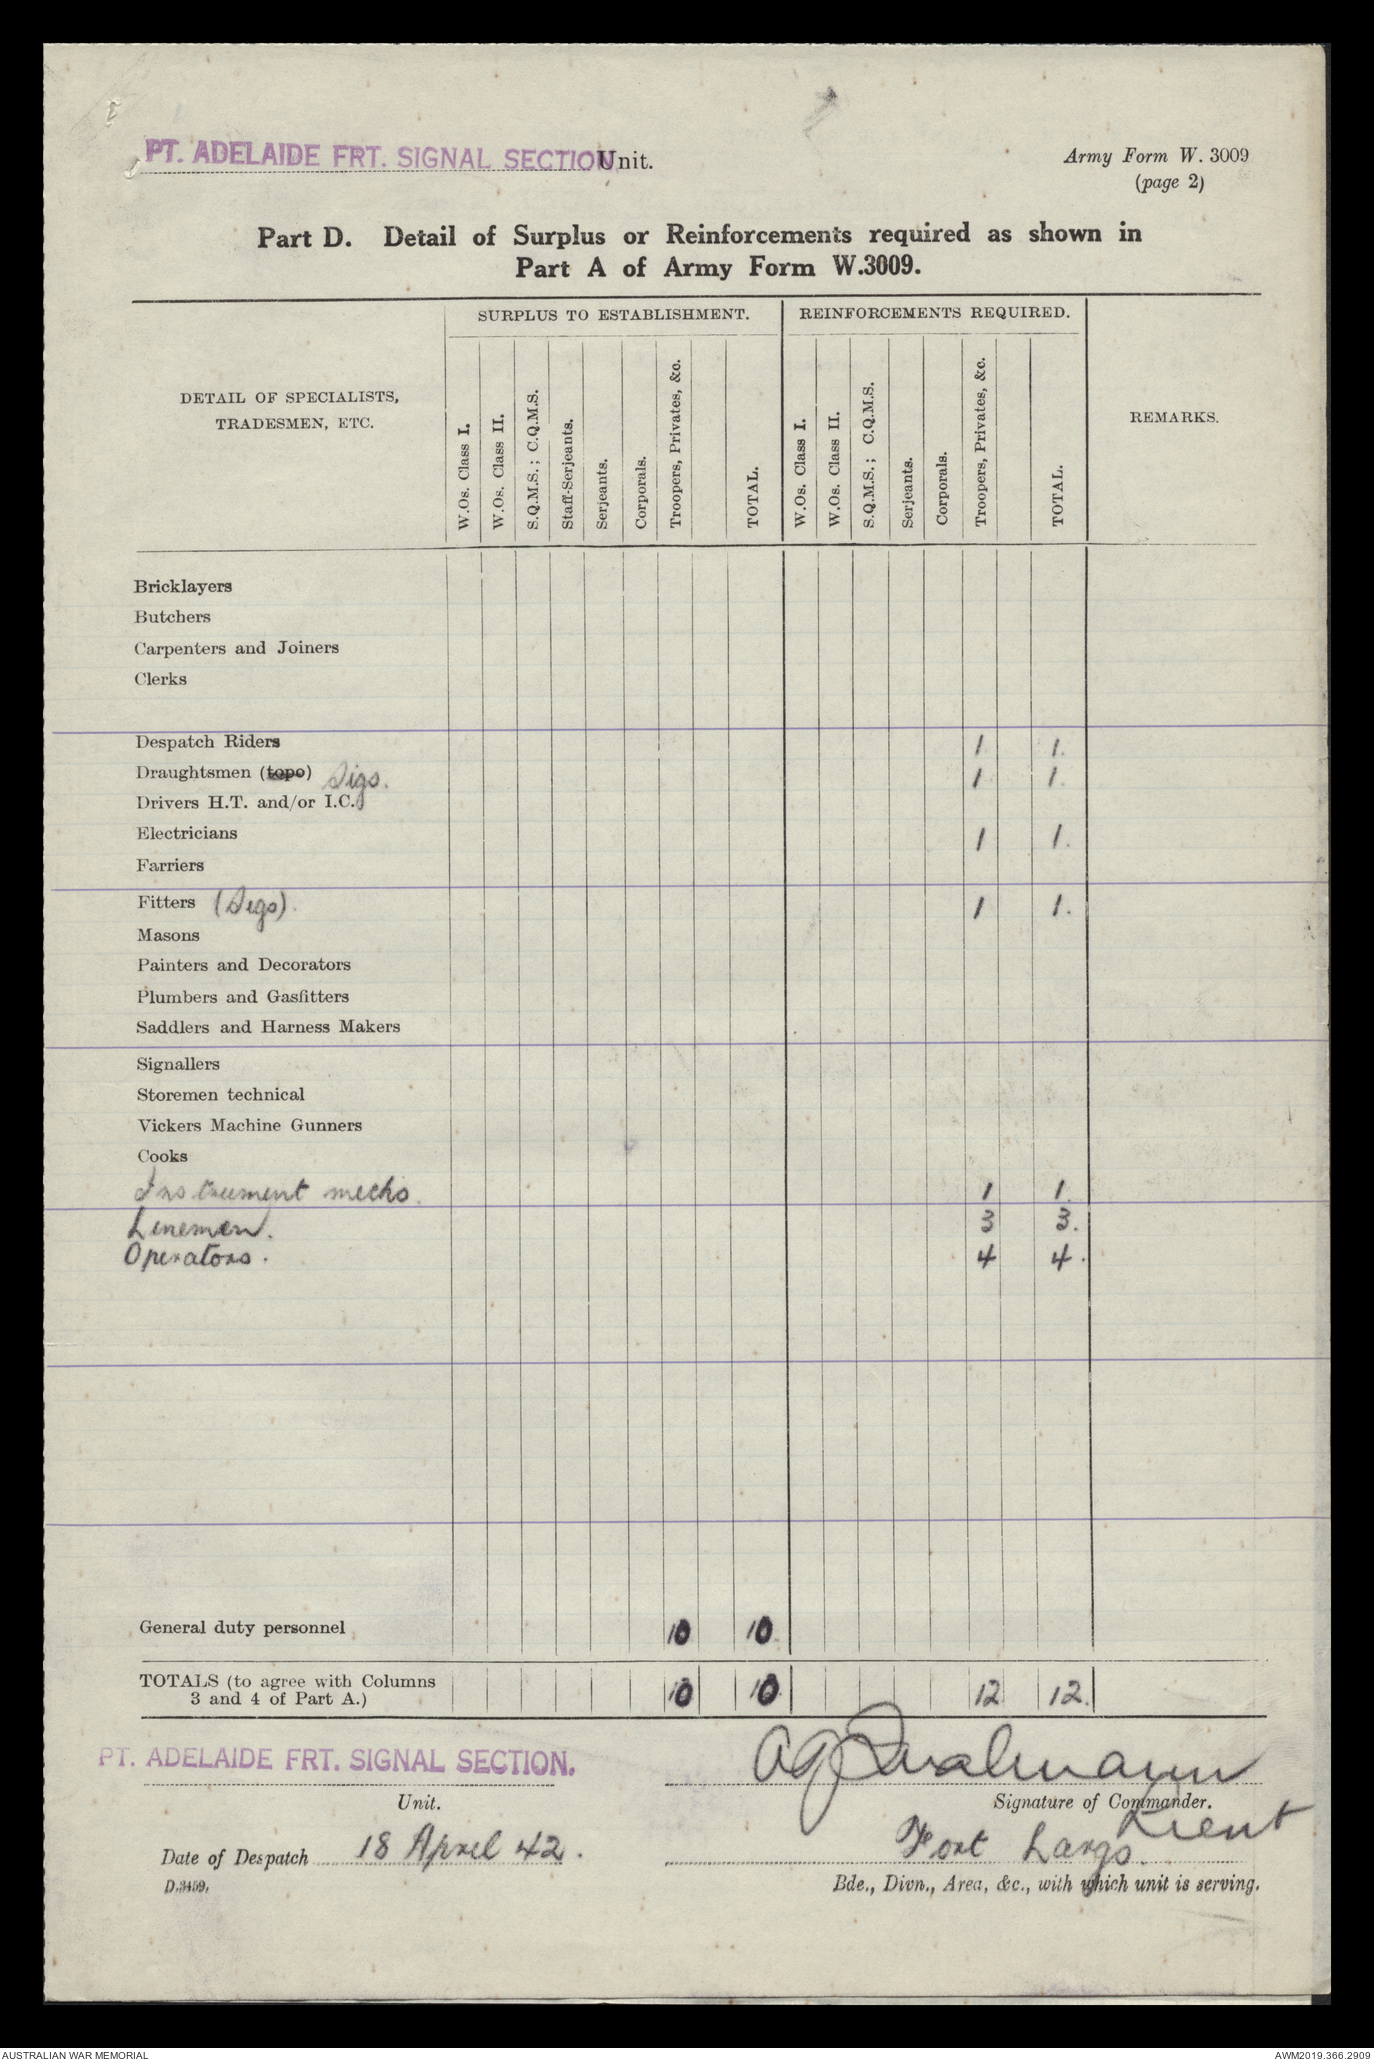 PT. ADELAIDE FRT. SIGNAL SECTION. Unit.
Army Form W. 3009
(page 2)
Part D. Detail of Surplus or Reinforcements required as shown in
Part A of Army Form W.3009.
DETAIL OF SPECIALISTS,
TRADESMEN, ETC.
SURPLUS TO ESTABLISHMENT.
W.Os. Class I.
W.Os. Class II.
S.Q.M.S.; C.Q.M.S.
Staff-Serjeants.
Serjeants.
Corporals.
Troopers, Privates, &c.
TOTAL.
REINFORCEMENTS REQUIRED.
W.Os. Class I.
W.Os. Class II.
S.Q.M.S.; C.Q.M.S.
Serjeants.
Corporals.
Troopers, Privates, &c.
TOTAL.
REMARKS.
Bricklayers
Butchers
Carpenters and Joiners
Clerks
Despatch Riders 1 1.
Draughtsmen (topo) Sigs. 1 1.
Drivers H.T. and/or I.C.
Electricians 1 1.
Farriers
Fitters (Sigs). 1 1.
Masons
Painters and Decorators
Plumbers and Gasfitters
Saddlers and Harness Makers
Signallers
Storemen technical
Vickers Machine Gunners
Cooks
Instrument mechs. 1 1.
Linemen. 3 3.
Operators. 4 4.
General duty personnel 10 10.
TOTALS (to agree with Columns
3 and 4 of Part A.) 10 10. 12 12.
PT. ADELAIDE FRT. SIGNAL SECTION.
Unit.
Signature of Commander.
Lieut
Date of Despatch 18 April 42.
Fort Largs.
D.3459.
Bde., Divn., Area, &c., with which unit is serving.
AUSTRALIAN WAR MEMORIAL
AWM2019.366.2909